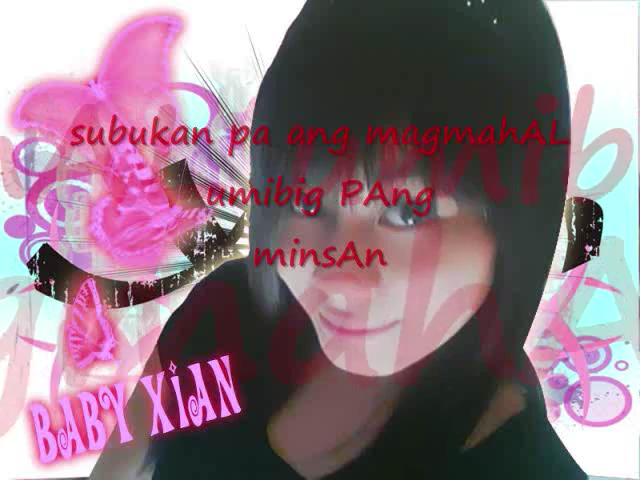 subukan pa ang magmahAL
umibig PAng
minsAn
BABY XiAN